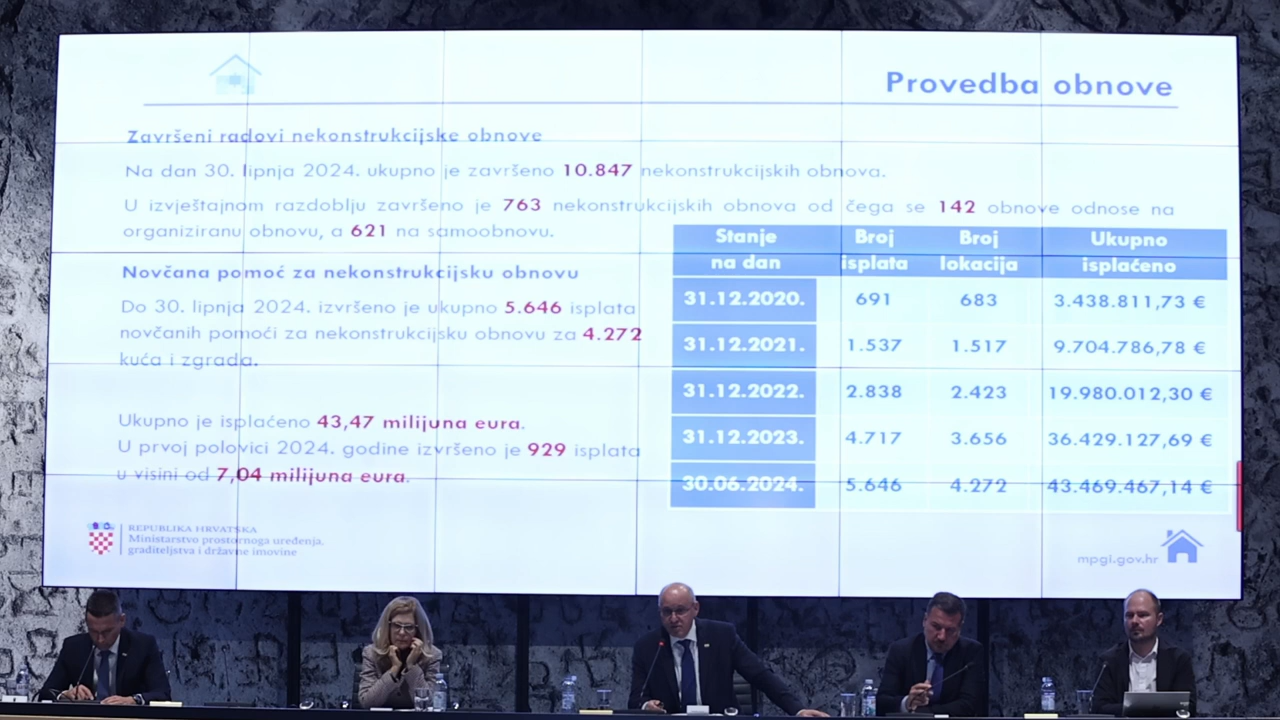 Provedba obnove
Završeni radovi nekonstrukcijske obnove
Na dan 30. lipnja 2024. ukupno je završeno 10.847 nekonstrukcijskih obnova.
U izvještajnom razdoblju završeno je 763 nekonstrukcijskih obnova od čega se 142 obnove odnose na
organiziranu obnovu, a 621 na samoobnovu.
Novčana pomoć za nekonstrukcijsku obnovu
Do 30. lipnja 2024. izvršeno je ukupno 5.646 isplata
novčanih pomoći za nekonstrukcijsku obnovu za 4.272
kuća i zgrada.
Ukupno je isplaćeno 43,47 milijuna eura.
U prvoj polovici 2024. godine izvršeno je 929 isplata
u visini od 7,04 milijuna eura.
Stanje Broj Broj Ukupno
na dan isplata lokacija isplaćeno
31.12.2020. 691 683 3.438.811,73 €
31.12.2021. 1.537 1.517 9.704.786,78 €
31.12.2022. 2.838 2.423 19.980.012,30 €
31.12.2023. 4.717 3.656 36.429.127,69 €
30.06.2024. 5.646 4.272 43.469.467,14 €
REPUBLIKA HRVATSKA
Ministarstvo prostornoga uređenja,
graditeljstva i državne imovine
mpgi.gov.hr